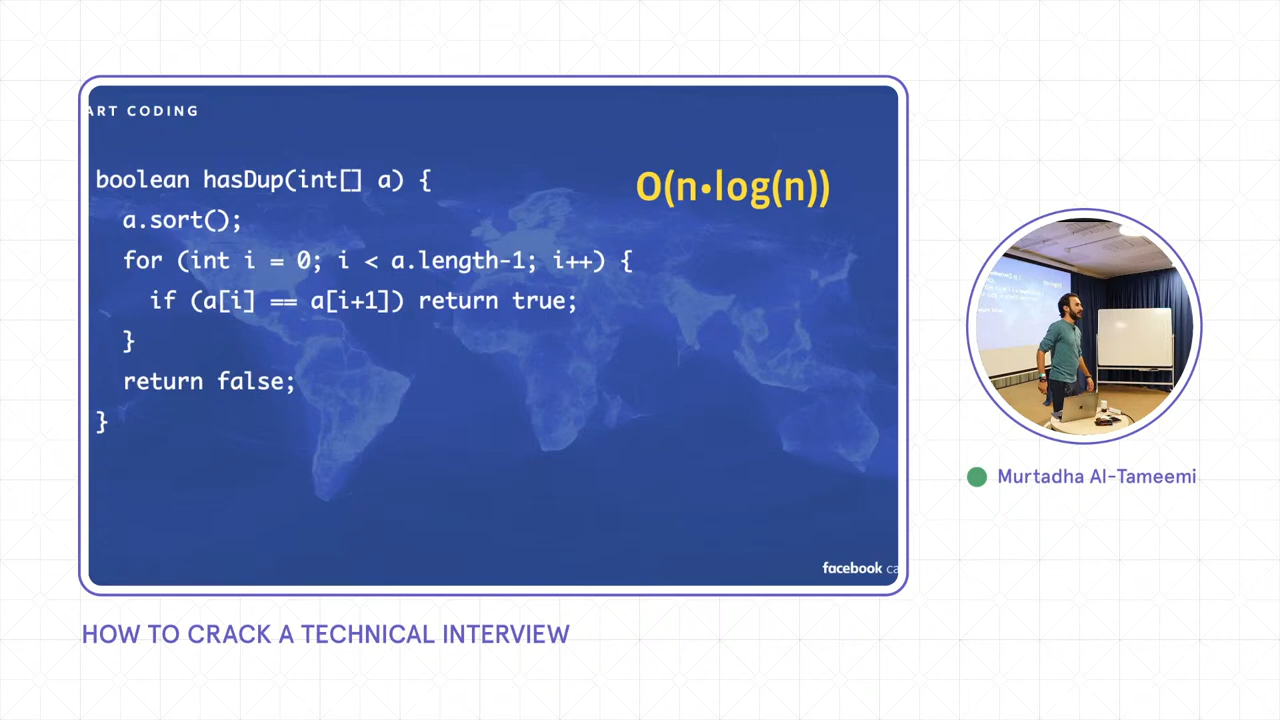 ART CODING
boolean hasDup(int[] a) {
a.sort();
for (int i = 0; i < a.length-1; i++) {
if (a[i] == a[i+1]) return true;
}
return false;
}
O(n•log(n))
facebook ca
Murtadha Al-Tameemi
HOW TO CRACK A TECHNICAL INTERVIEW